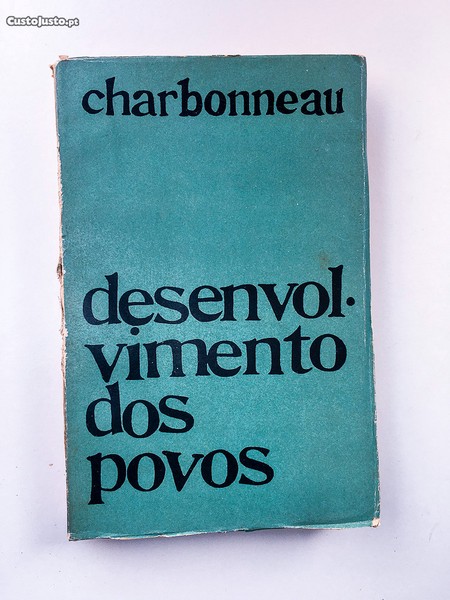 CustoJusto.pt
charbonneau
desenvol-
vimento
dos
povos